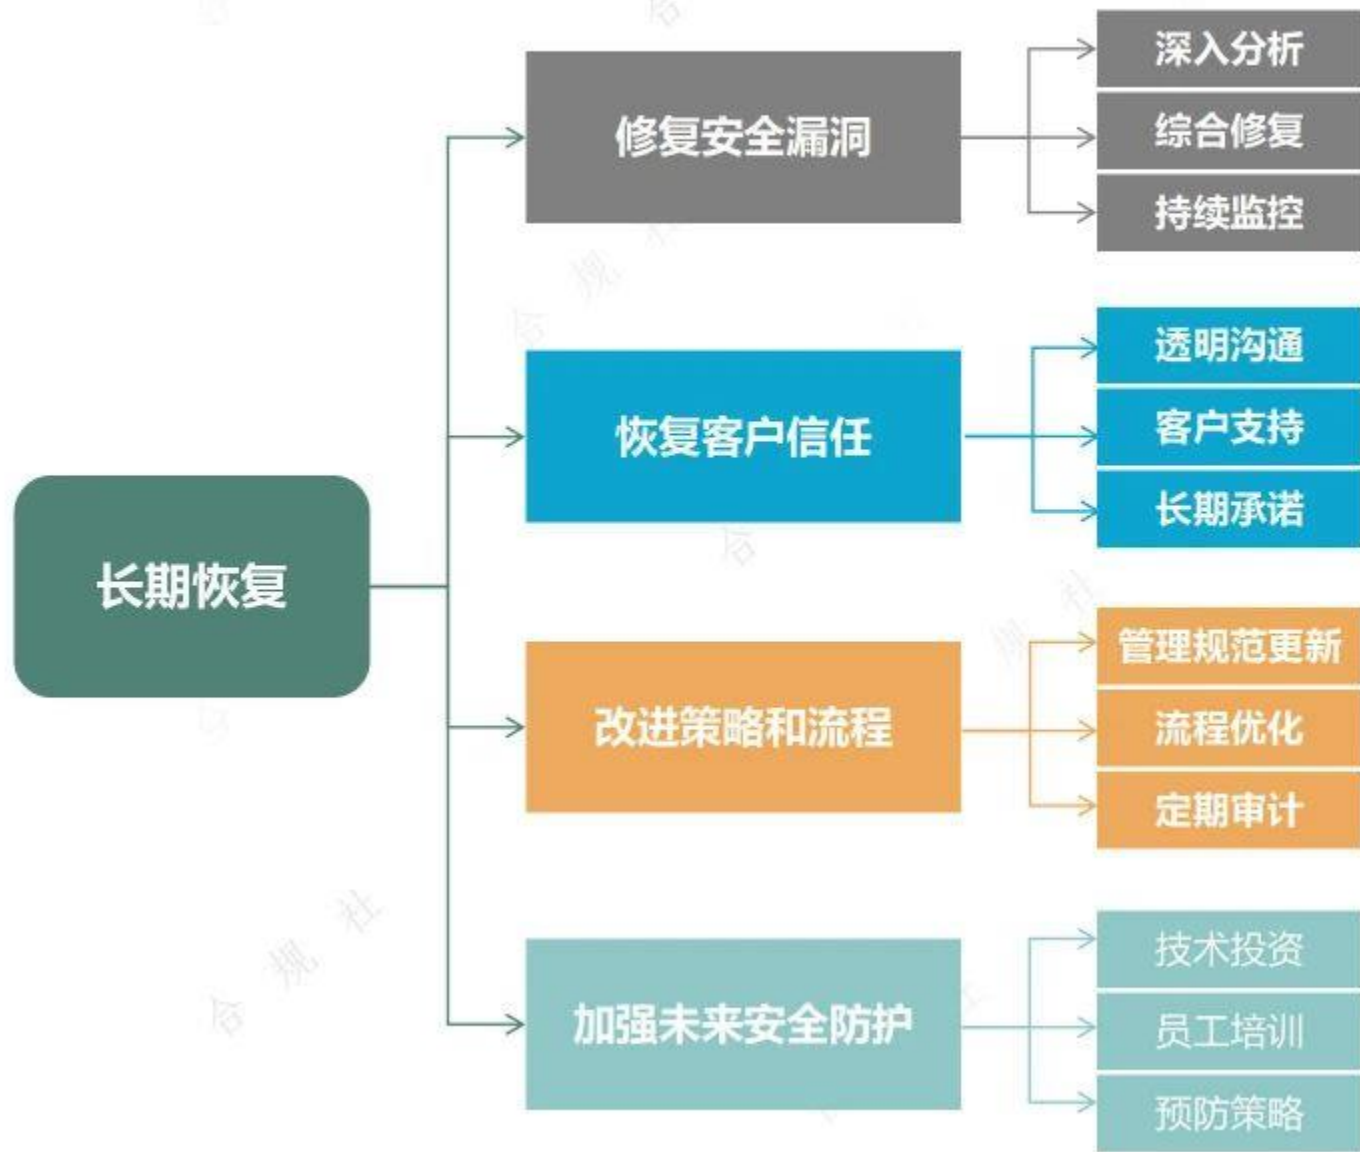 长期恢复
修复安全漏洞
深入分析
综合修复
持续监控
恢复客户信任
透明沟通
客户支持
长期承诺
改进策略和流程
管理规范更新
流程优化
定期审计
加强未来安全防护
技术投资
员工培训
预防策略
合规社